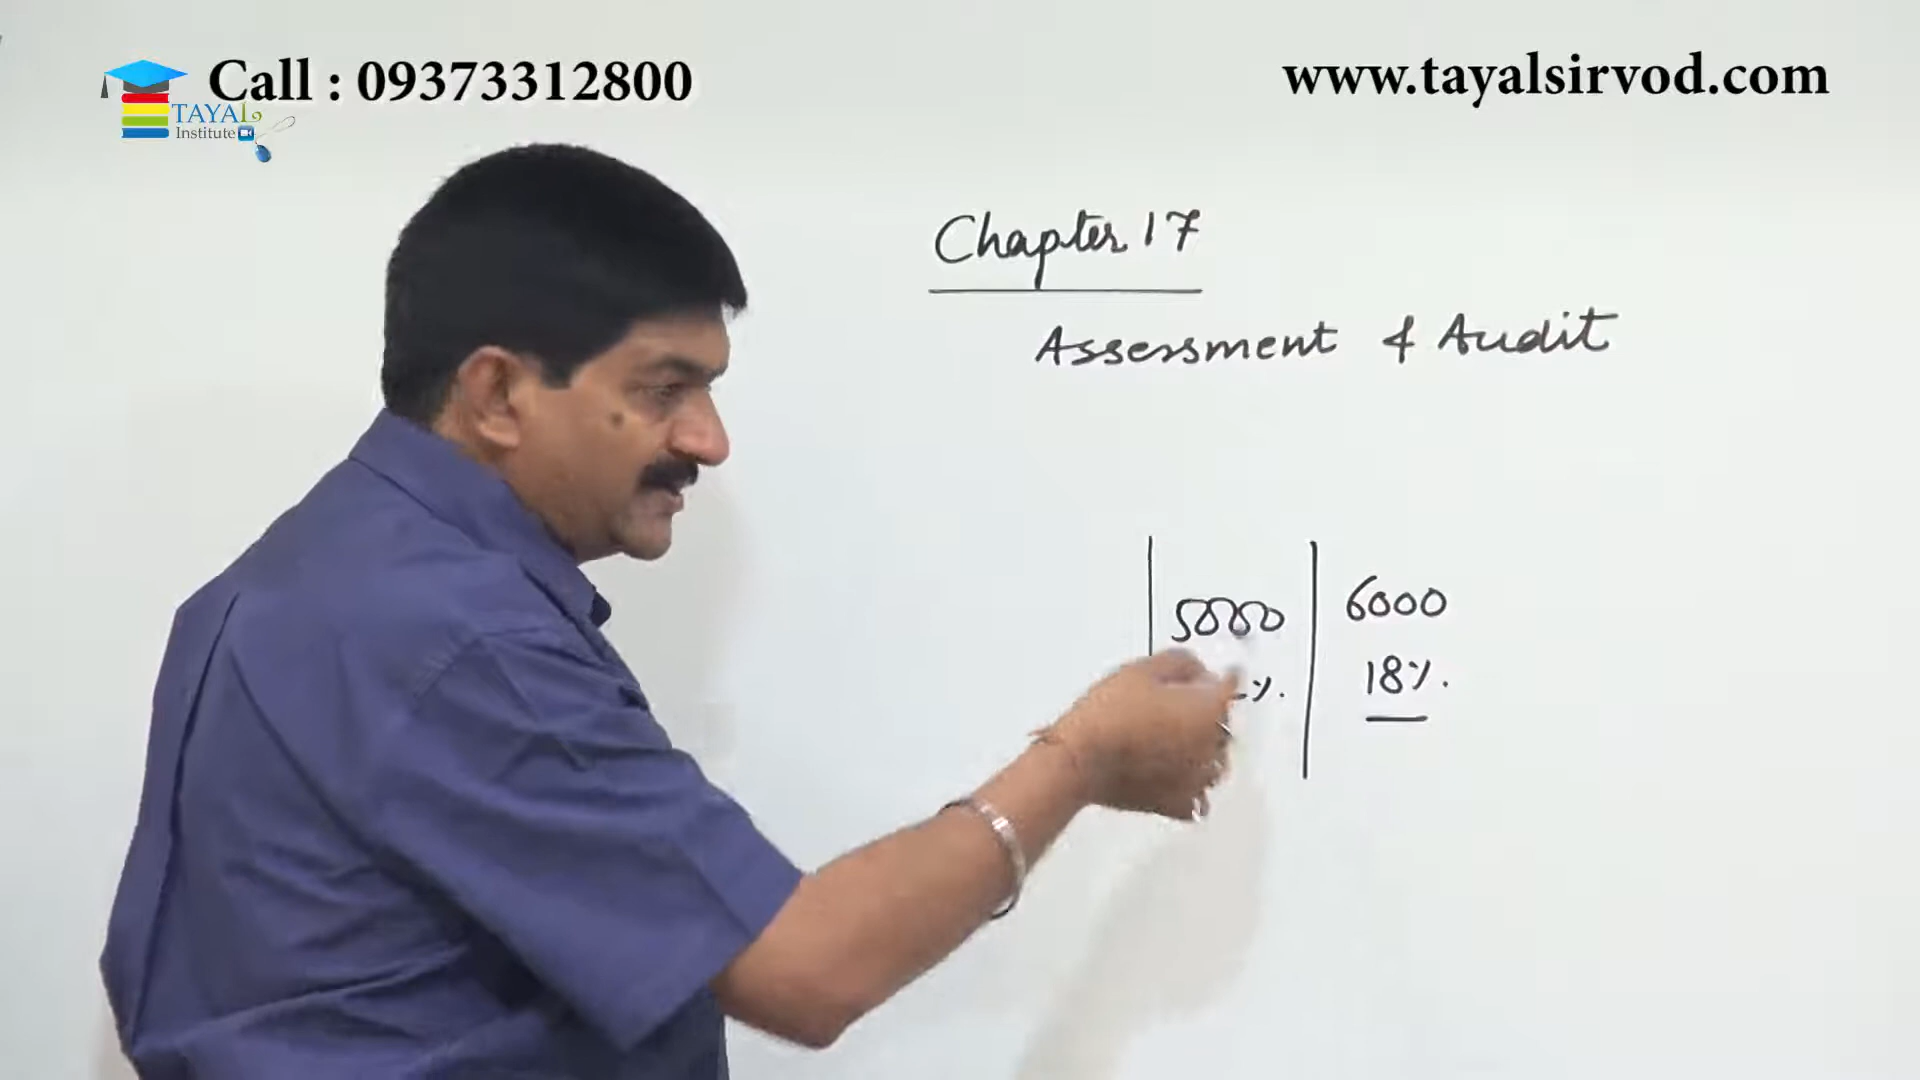 Call : 09373312800
www.tayalsirvod.com
TAYAL
Institute
Chapter 17
Assessment & Audit
5000
6000
%.
18%.